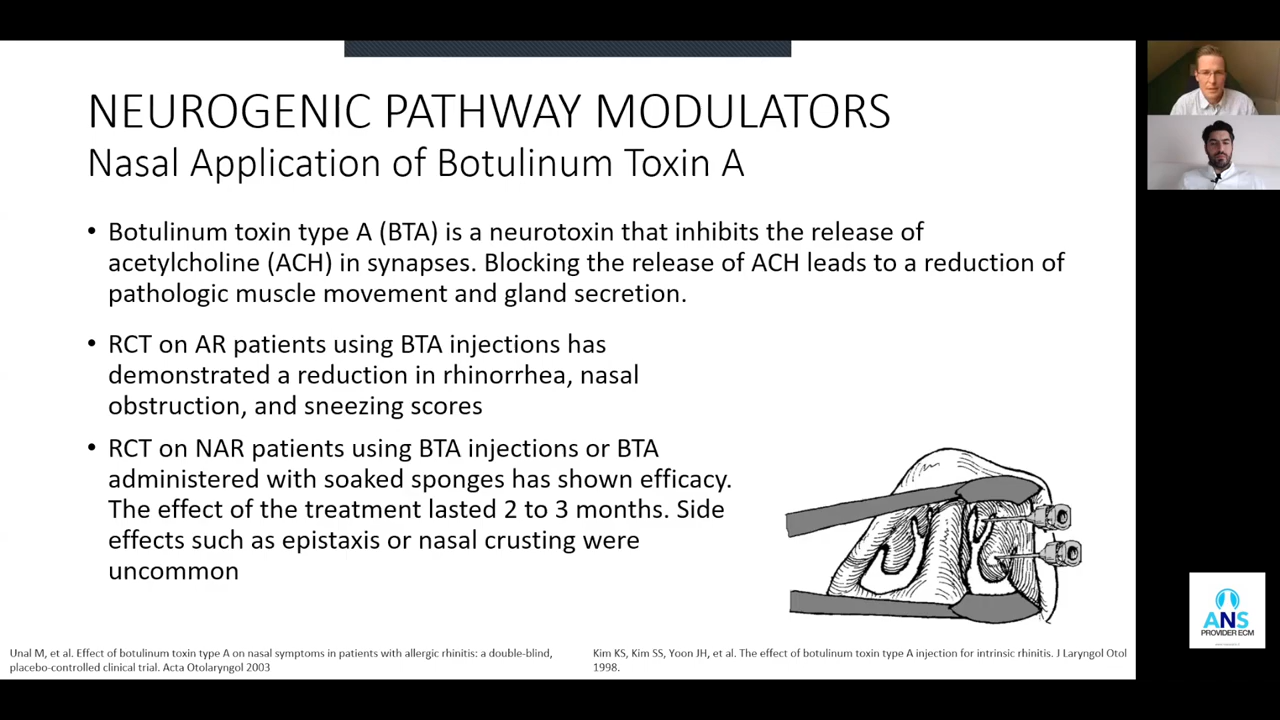 NEUROGENIC PATHWAY MODULATORS
Nasal Application of Botulinum Toxin A
• Botulinum toxin type A (BTA) is a neurotoxin that inhibits the release of
acetylcholine (ACH) in synapses. Blocking the release of ACH leads to a reduction of
pathologic muscle movement and gland secretion.
• RCT on AR patients using BTA injections has
demonstrated a reduction in rhinorrhea, nasal
obstruction, and sneezing scores
• RCT on NAR patients using BTA injections or BTA
administered with soaked sponges has shown efficacy.
The effect of the treatment lasted 2 to 3 months. Side
effects such as epistaxis or nasal crusting were
uncommon
Unal M, et al. Effect of botulinum toxin type A on nasal symptoms in patients with allergic rhinitis: a double-blind,
placebo-controlled clinical trial. Acta Otolaryngol 2003
Kim KS, Kim SS, Yoon JH, et al. The effect of botulinum toxin type A injection for intrinsic rhinitis. J Laryngol Otol
1998.
ANS
PROVIDER ECM